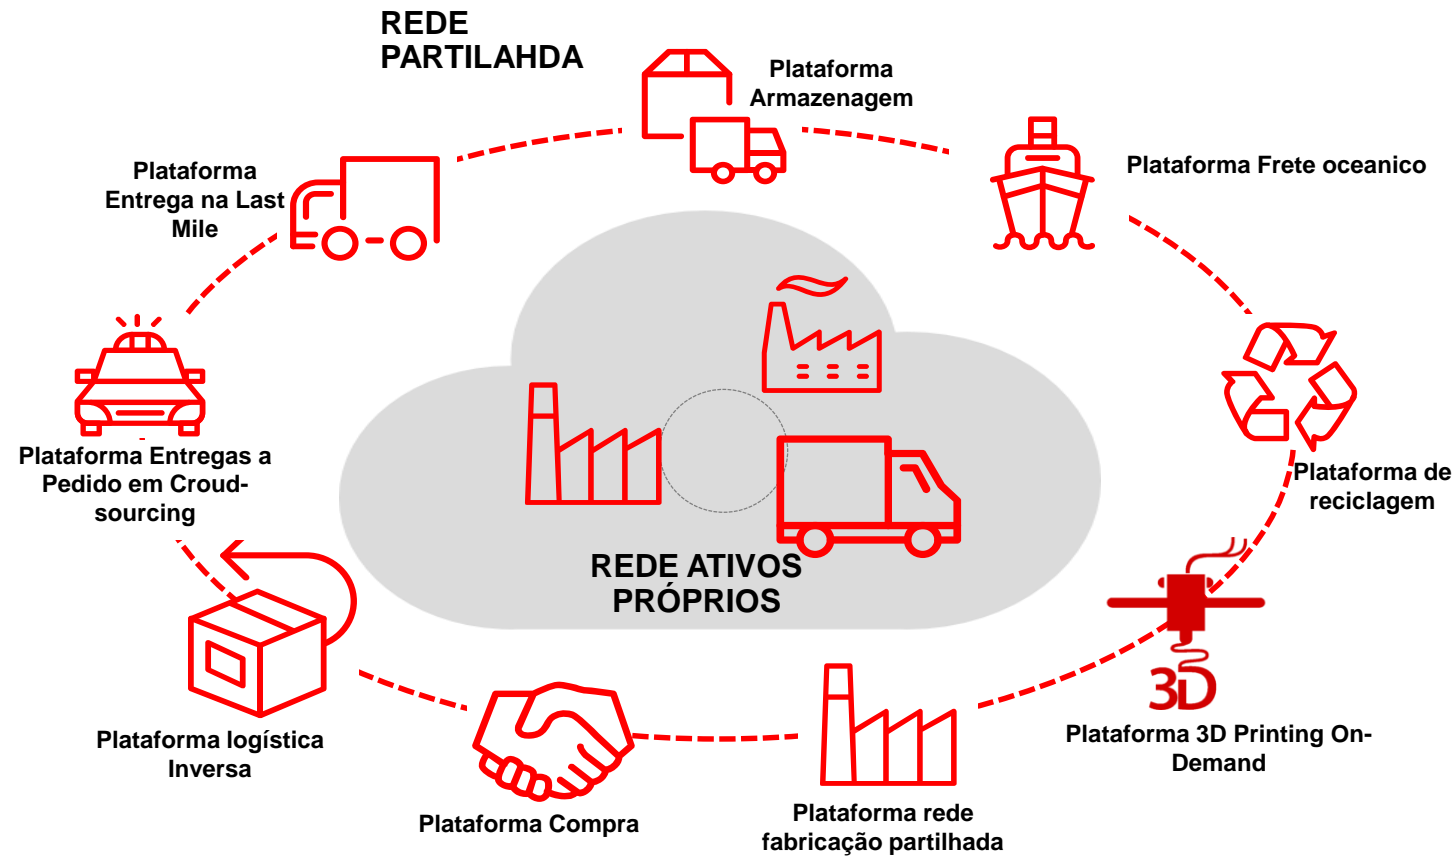 REDE
PARTILAHDA
Plataforma
Armazenagem
Plataforma Frete oceanico
Plataforma
Entrega na Last
Mile
Plataforma Entregas a
Pedido em Croud-
sourcing
Plataforma de
reciclagem
REDE ATIVOS
PRÓPRIOS
3D
Plataforma 3D Printing On-
Demand
Plataforma logística
Inversa
Plataforma Compra
Plataforma rede
fabricação partilhada